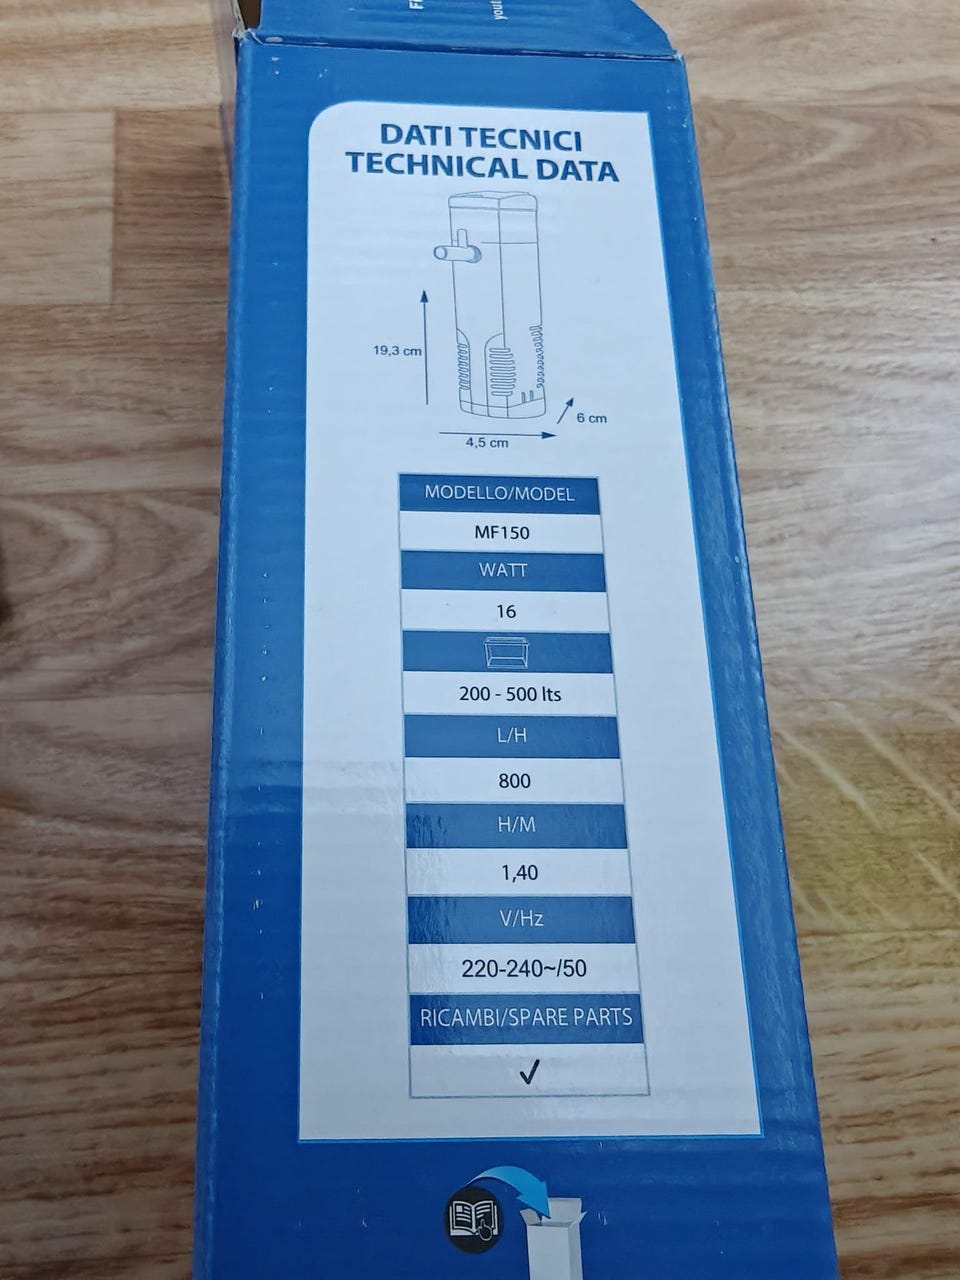 DATI TECNICI
TECHNICAL DATA
19,3 cm
6 cm
4,5 cm
MODELLO/MODEL
MF150
WATT
16
200 - 500 lts
L/H
800
H/M
1,40
V/Hz
220-240~/50
RICAMBI/SPARE PARTS
✓